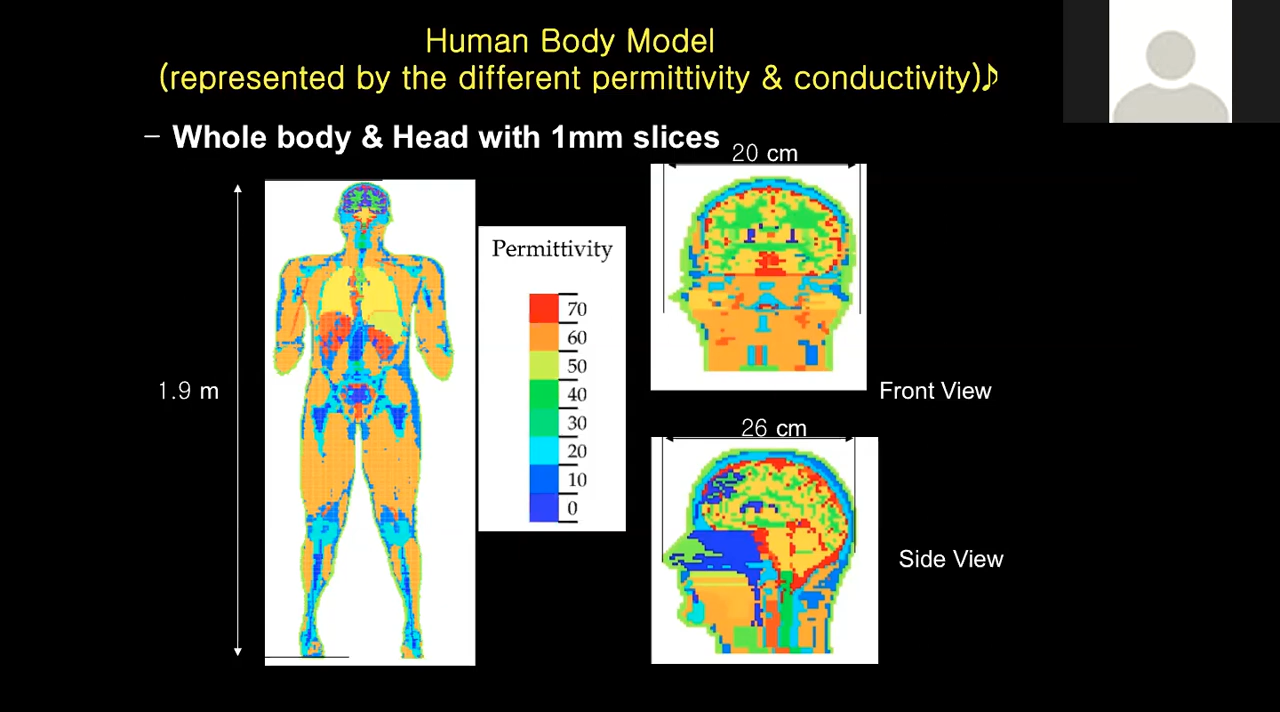 Human Body Model
(represented by the different permittivity & conductivity)♪
– Whole body & Head with 1mm slices
20 cm
Permittivity
70
60
50
40
30
20
10
0
1.9 m
Front View
26 cm
Side View